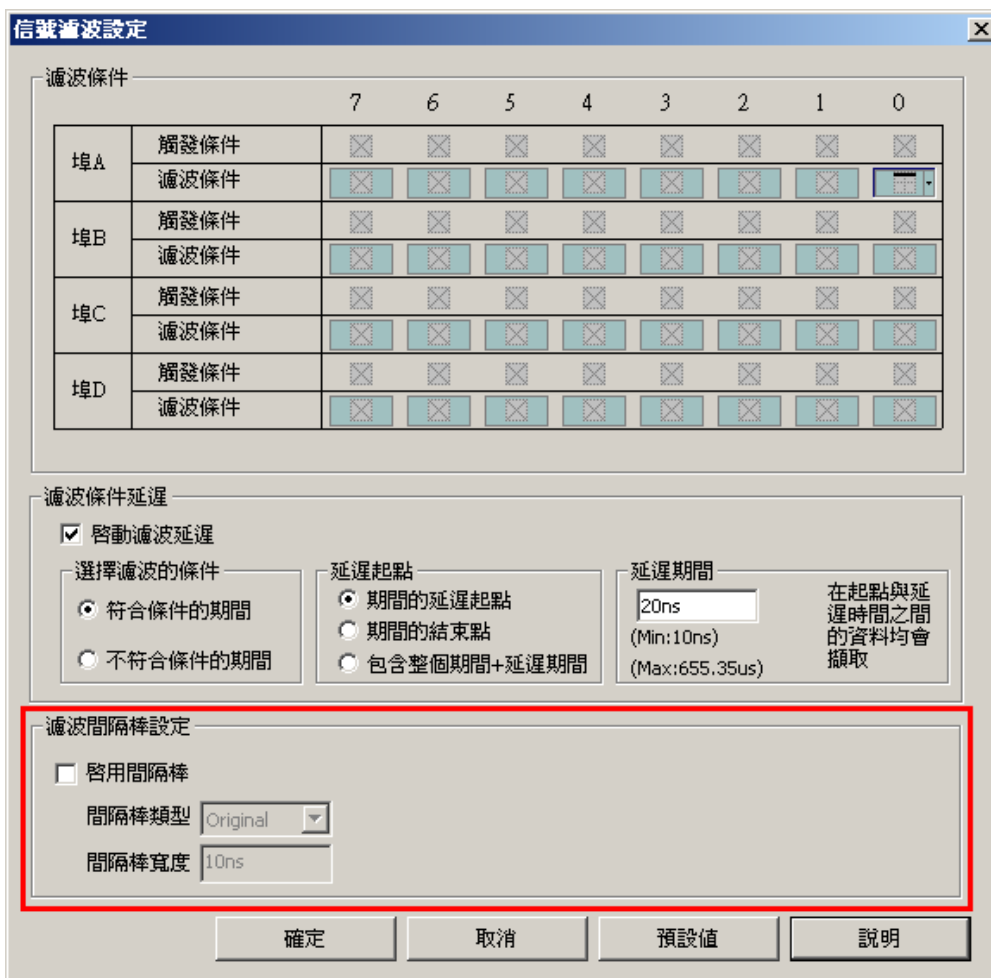 信號濾波設定
濾波條件
7 6 5 4 3 2 1 0
埠A
觸發條件
濾波條件
埠B
觸發條件
濾波條件
埠C
觸發條件
濾波條件
埠D
觸發條件
濾波條件
濾波條件延遲
啓動濾波延遲
選擇濾波的條件
符合條件的期間
不符合條件的期間
延遲起點
期間的延遲起點
期間的結束點
包含整個期間+延遲期間
延遲期間
20ns
(Min:10ns)
(Max:655.35us)
在起點與延
遲時間之間
的資料均會
擷取
濾波間隔棒設定
啓用間隔棒
間隔棒類型 Original
間隔棒寬度 10ns
確定 取消 預設值 說明